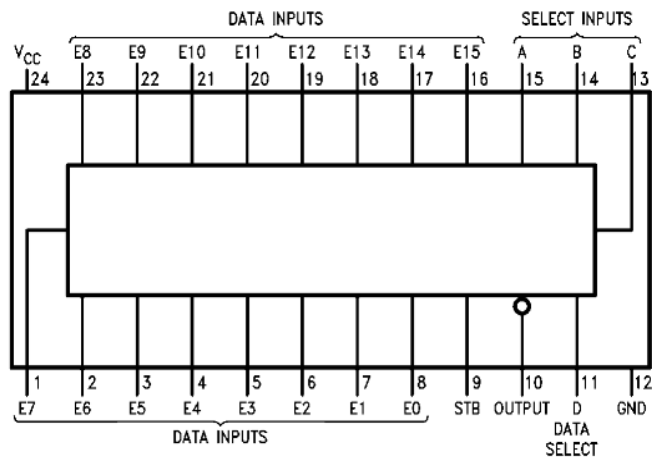 DATA INPUTS SELECT INPUTS
VCC E8 E9 E10 E11 E12 E13 E14 E15 A B C
24 23 22 21 20 19 18 17 16 15 14 13
1 2 3 4 5 6 7 8 9 10 11 12
E7 E6 E5 E4 E3 E2 E1 E0 STB OUTPUT D GND
DATA INPUTS DATA
SELECT